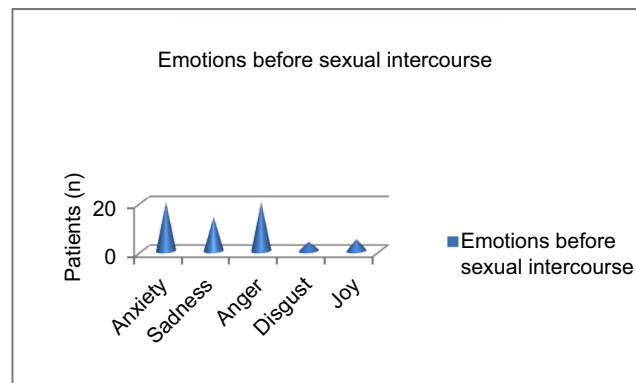 Emotions before sexual intercourse
Patients (n)
20
0
Anxiety
Sadness
Anger
Disgust
Joy
Emotions before
sexual intercourse